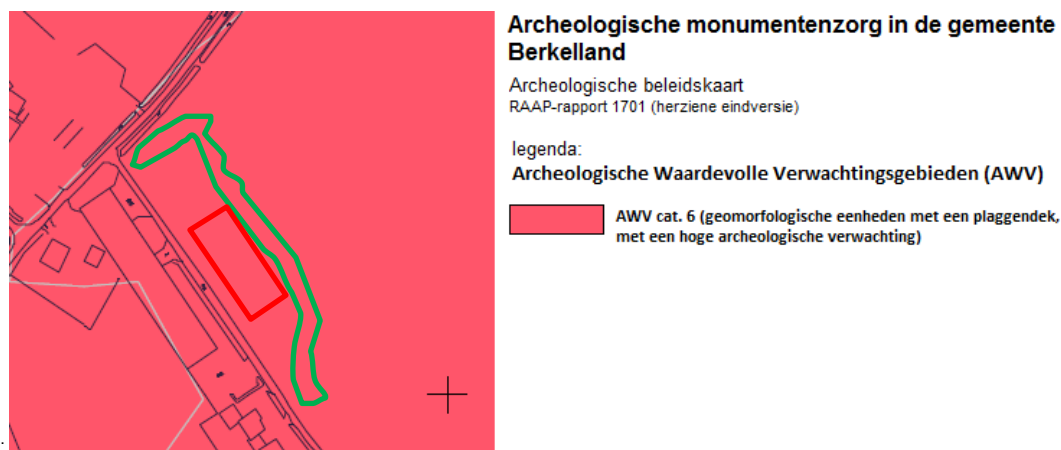 Archeologische monumentenzorg in de gemeente
Berkelland
Archeologische beleidskaart
RAAP-rapport 1701 (herziene eindversie)
legenda:
Archeologische Waardevolle Verwachtingsgebieden (AWV)
AWV cat. 6 (geomorfologische eenheden met een plaggendek,
met een hoge archeologische verwachting)
.